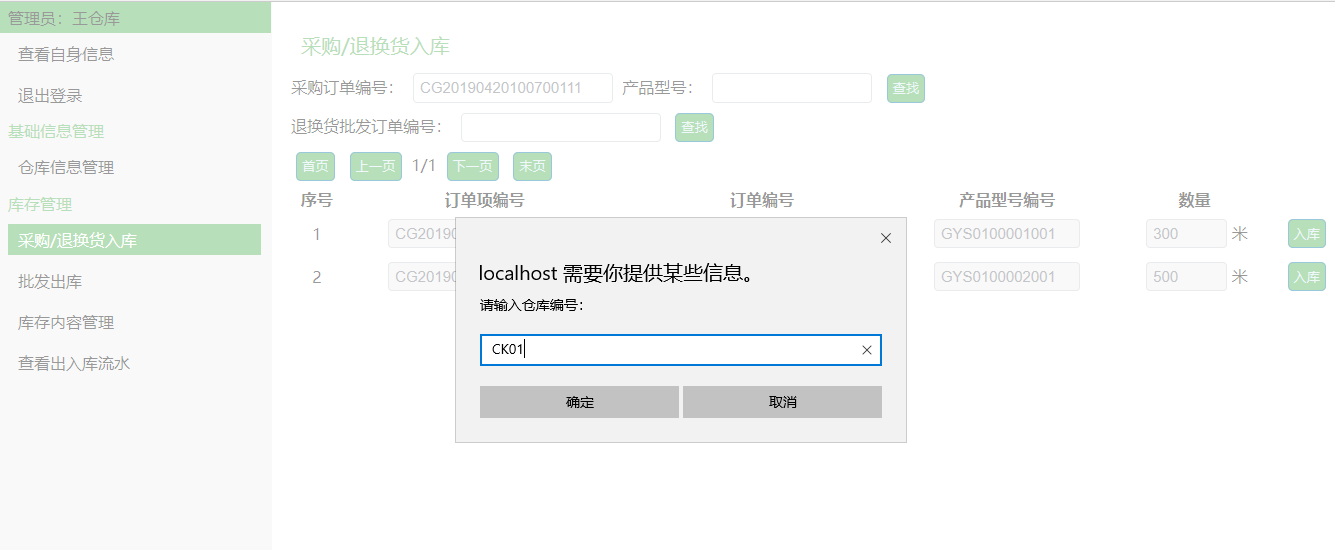 管理员：王仓库
查看自身信息
退出登录
基础信息管理
仓库信息管理
库存管理
采购/退换货入库
批发出库
库存内容管理
查看出入库流水
采购/退换货入库
采购订单编号： CG20190420100700111 产品型号： 查找
退换货批发订单编号： 查找
首页 上一页 1/1 下一页 末页
序号 订单项编号 订单编号 产品型号编号 数量
1 CG20190 GYS0100001001 300 米 入库
2 CG20190 GYS0100002001 500 米 入库
localhost 需要你提供某些信息。
请输入仓库编号：
CK01
确定 取消